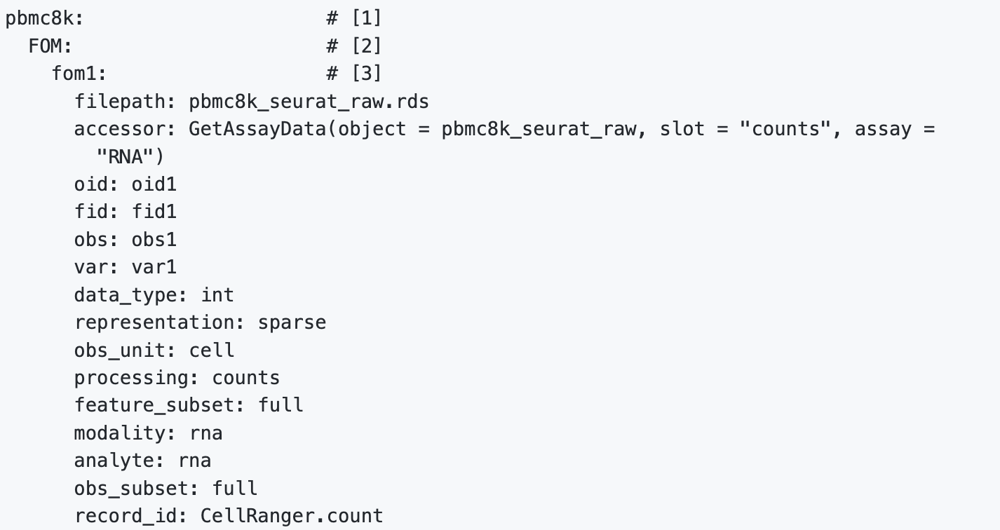 pbmc8k:                     # [1]
  FOM:                      # [2]
    fom1:                   # [3]
      filepath: pbmc8k_seurat_raw.rds
      accessor: GetAssayData(object = pbmc8k_seurat_raw, slot = "counts", assay =
        "RNA")
      oid: oid1
      fid: fid1
      obs: obs1
      var: var1
      data_type: int
      representation: sparse
      obs_unit: cell
      processing: counts
      feature_subset: full
      modality: rna
      analyte: rna
      obs_subset: full
      record_id: CellRanger.count